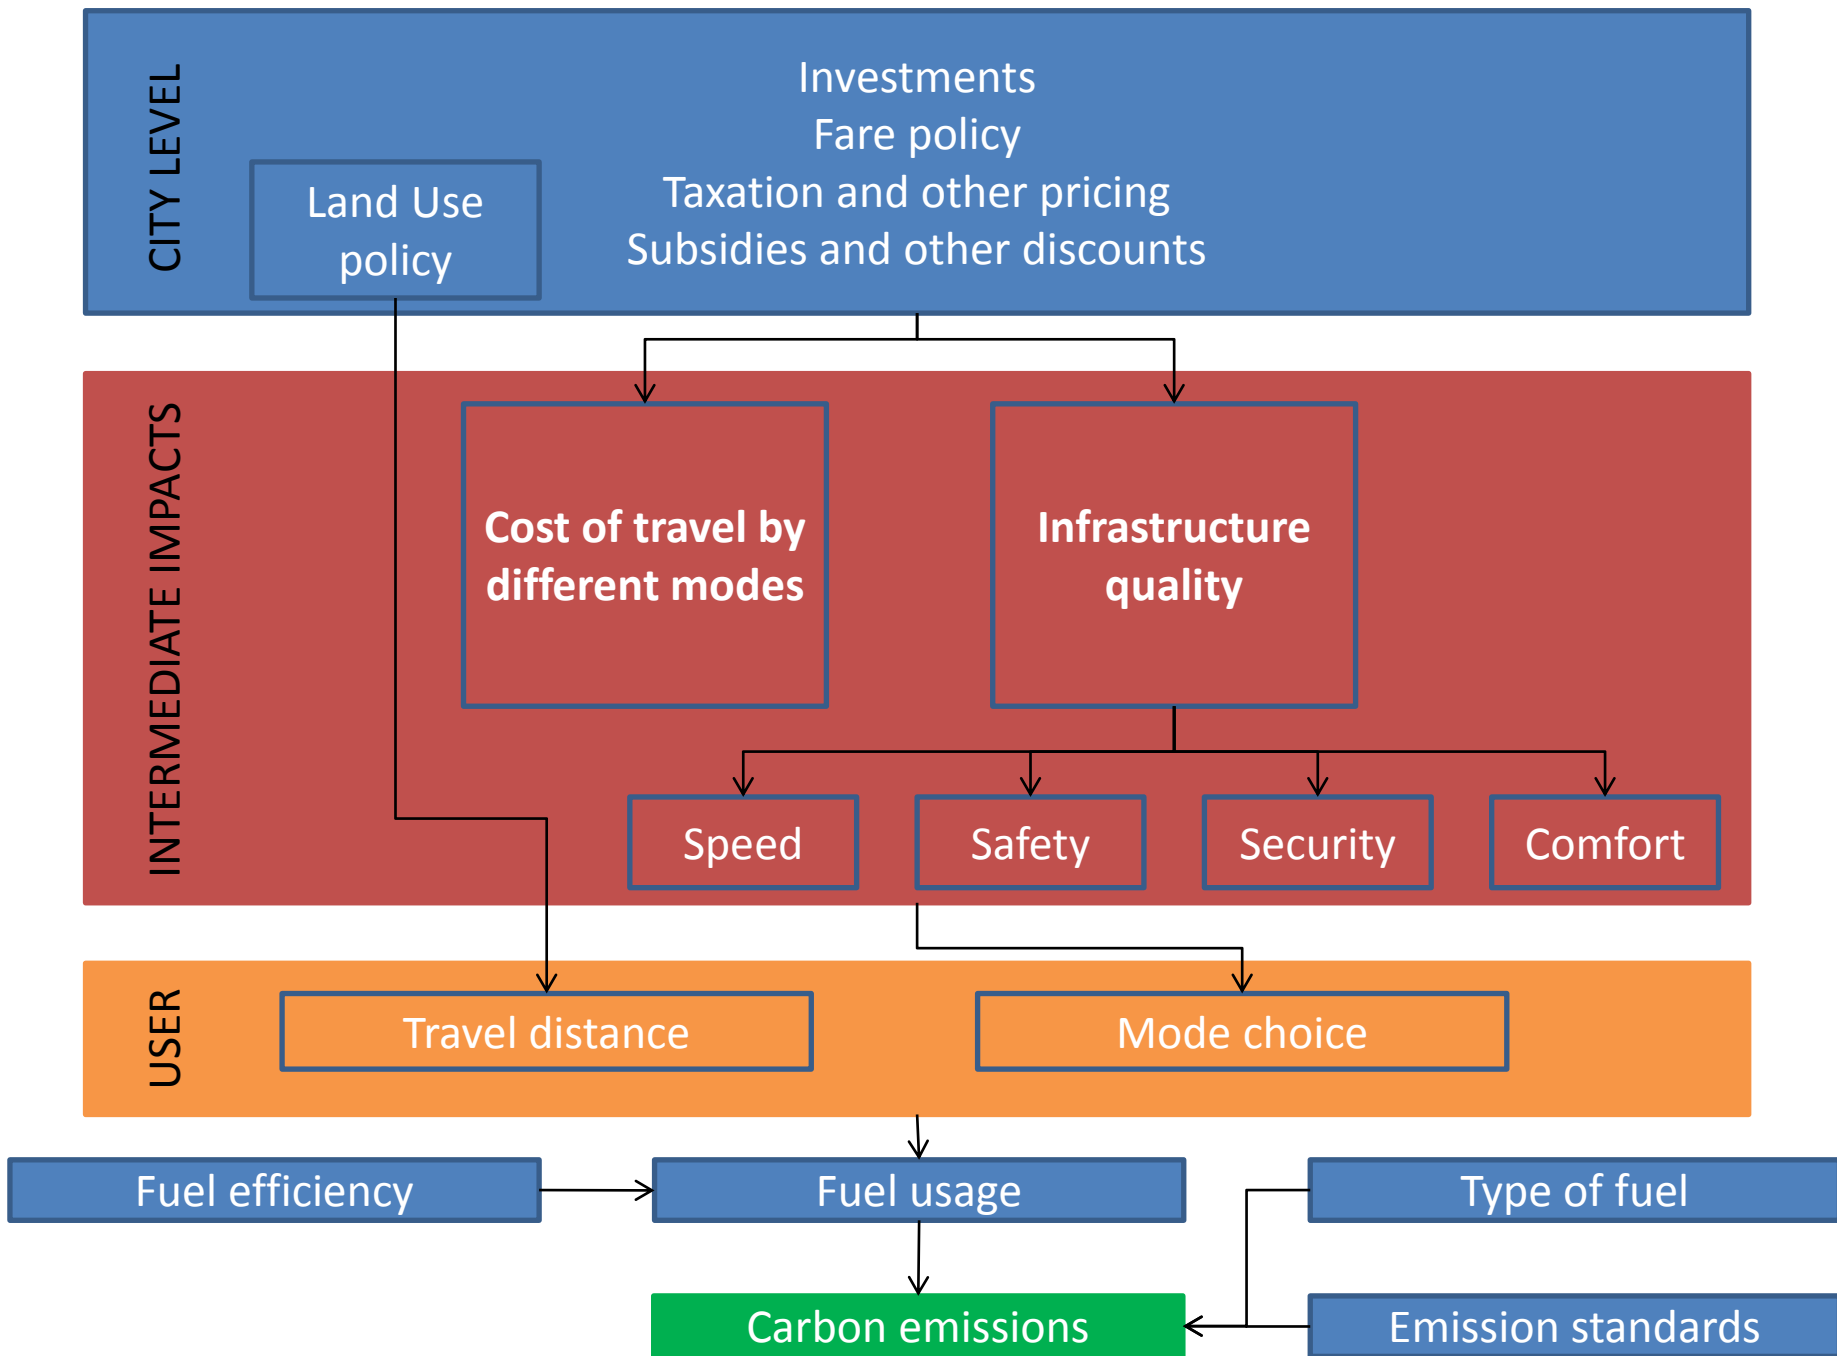 CITY LEVEL
Investments
Fare policy
Taxation and other pricing
Subsidies and other discounts
Land Use
policy
INTERMEDIATE IMPACTS
Cost of travel by
different modes
Infrastructure
quality
Speed
Safety
Security
Comfort
USER
Travel distance
Mode choice
Fuel efficiency
Fuel usage
Type of fuel
Carbon emissions
Emission standards